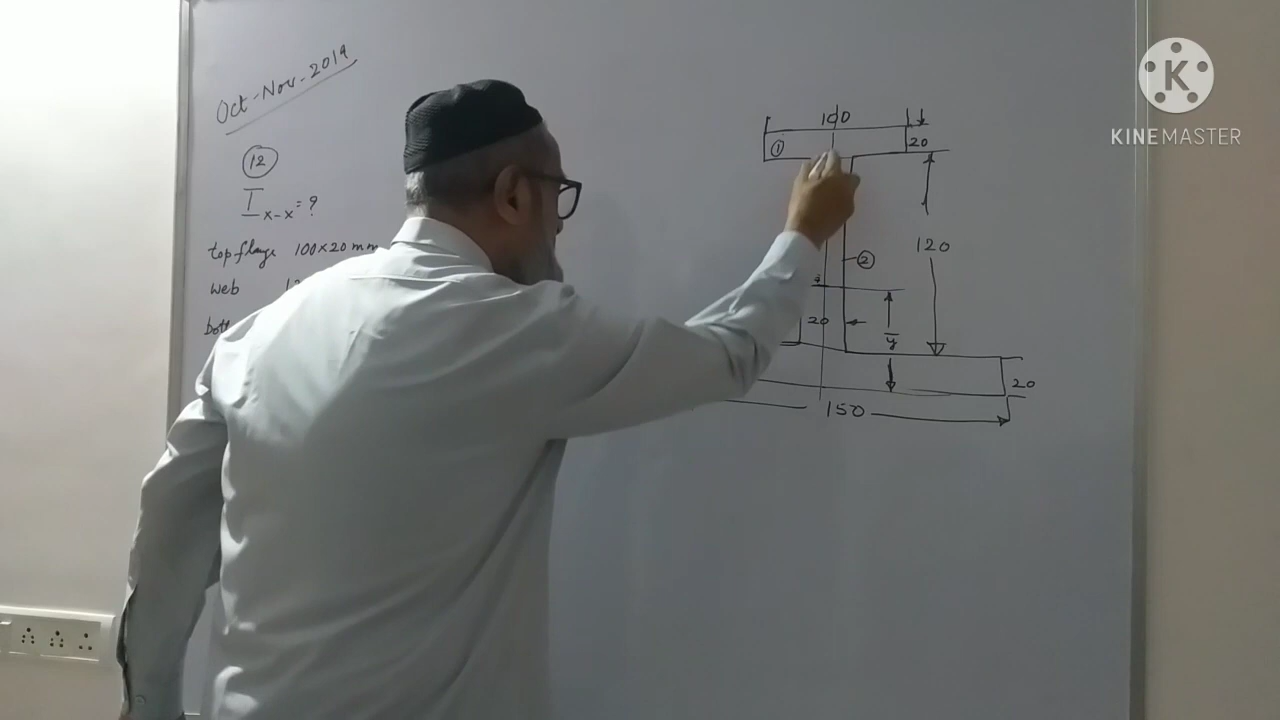 Oct-Nov-2019
12
I x-x = ?
top flange 100×20 mm
web
100
①
20
②
120
20
ȳ
20
150
K
KINEMASTER